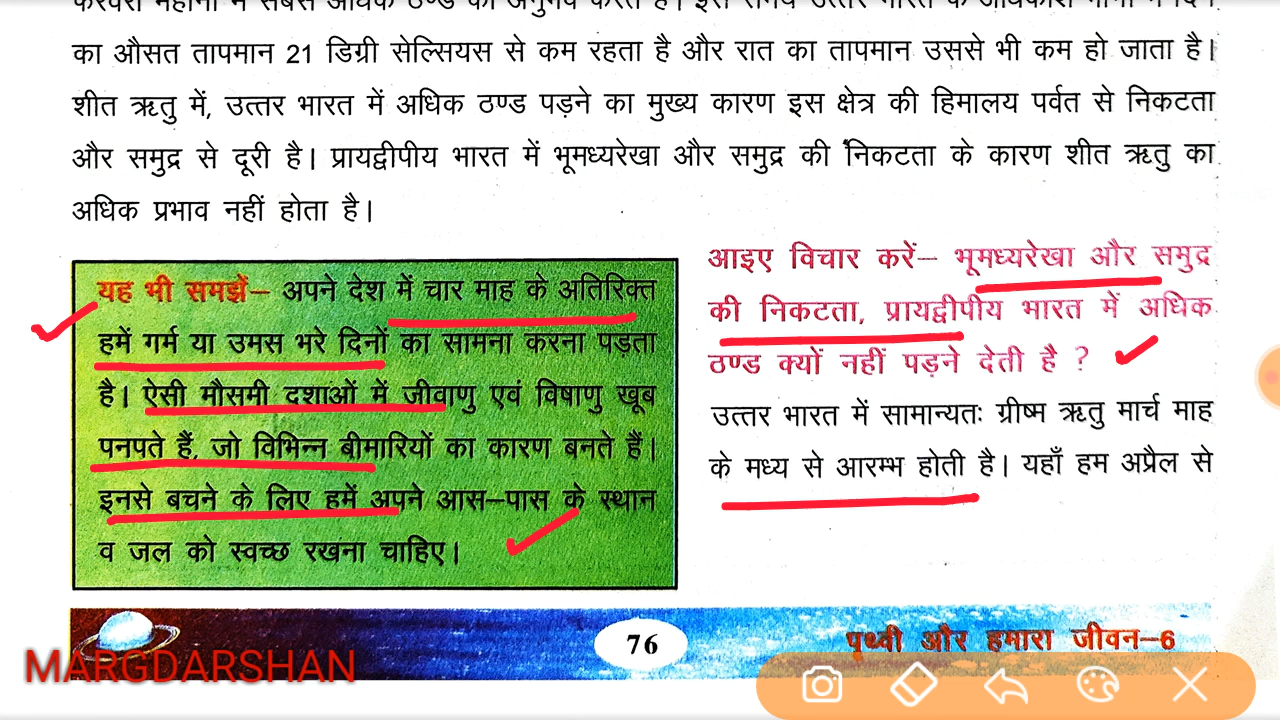 का औसत तापमान 21 डिग्री सेल्सियस से कम रहता है और रात का तापमान उससे भी कम हो जाता है।
शीत ऋतु में, उत्तर भारत में अधिक ठण्ड पड़ने का मुख्य कारण इस क्षेत्र की हिमालय पर्वत से निकटता
और समुद्र से दूरी है। प्रायद्वीपीय भारत में भूमध्यरेखा और समुद्र की निकटता के कारण शीत ऋतु का
अधिक प्रभाव नहीं होता है।
यह भी समझें– अपने देश में चार माह के अतिरिक्त
हमें गर्म या उमस भरे दिनों का सामना करना पड़ता
है। ऐसी मौसमी दशाओं में जीवाणु एवं विषाणु खूब
पनपते हैं, जो विभिन्न बीमारियों का कारण बनते हैं।
इनसे बचने के लिए हमें अपने आस–पास के स्थान
व जल को स्वच्छ रखना चाहिए।
आइए विचार करें– भूमध्यरेखा और समुद्र
की निकटता, प्रायद्वीपीय भारत में अधिक
ठण्ड क्यों नहीं पड़ने देती है ?
उत्तर भारत में सामान्यतः ग्रीष्म ऋतु मार्च माह
के मध्य से आरम्भ होती है। यहाँ हम अप्रैल से
76
पृथ्वी और हमारा जीवन–6
MARGDARSHAN